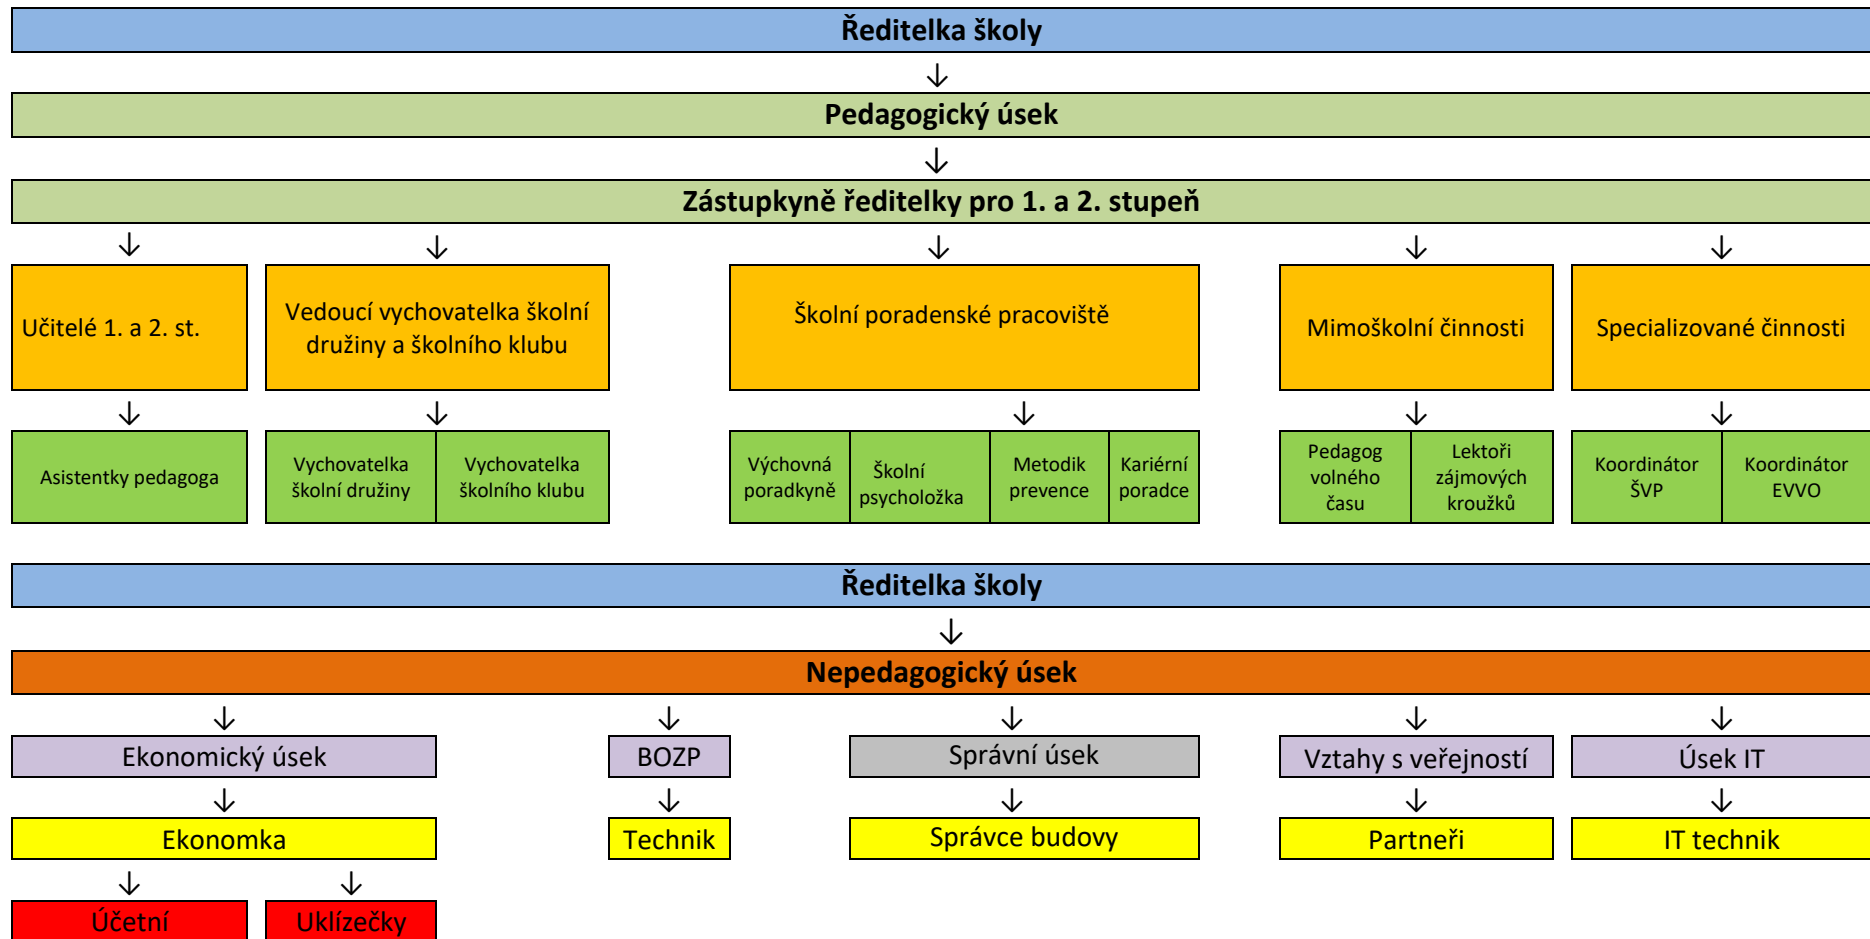 Ředitelka školy
↓
Pedagogický úsek
↓
Zástupkyně ředitelky pro 1. a 2. stupeň
↓ ↓ ↓ ↓ ↓
Učitelé 1. a 2. st.
Vedoucí vychovatelka školní
družiny a školního klubu
Školní poradenské pracoviště
Mimoškolní činnosti
Specializované činnosti
↓ ↓ ↓ ↓ ↓
Asistentky pedagoga
Vychovatelka
školní družiny
Vychovatelka
školního klubu
Výchovná
poradkyně
Školní
psycholožka
Metodik
prevence
Kariérní
poradce
Pedagog
volného
času
Lektoři
zájmových
kroužků
Koordinátor
ŠVP
Koordinátor
EVVO
Ředitelka školy
↓
Nepedagogický úsek
↓ ↓ ↓ ↓ ↓
Ekonomický úsek
BOZP
Správní úsek
Vztahy s veřejností
Úsek IT
↓ ↓ ↓ ↓ ↓
Ekonomka
Technik
Správce budovy
Partneři
IT technik
↓ ↓
Účetní
Uklízečky